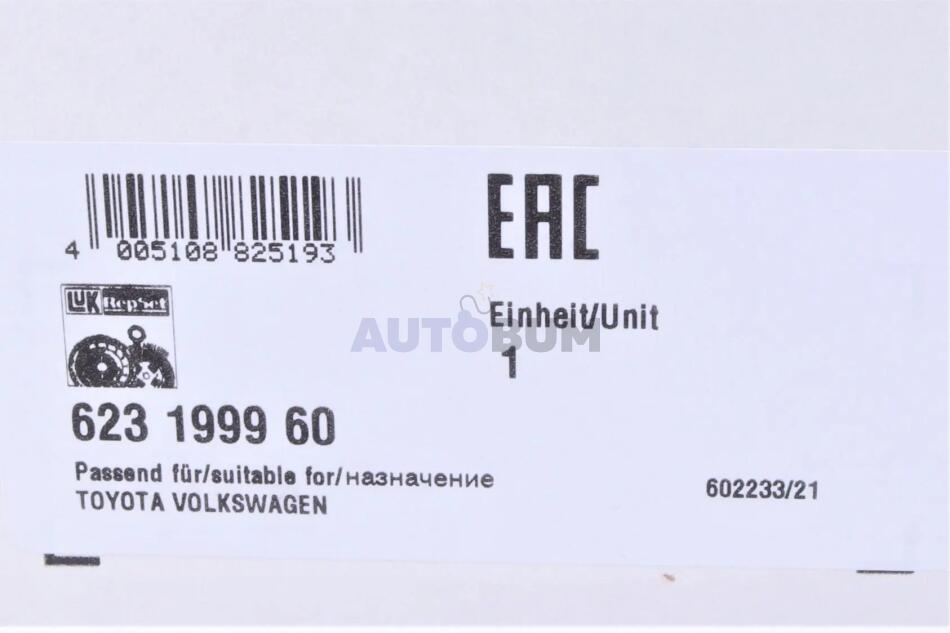 EAC
4 005108 825193
LuK RepSet
Einheit/Unit
AUTOBUM
1
623 1999 60
Passend für/suitable for/назначение
TOYOTA VOLKSWAGEN
602233/21